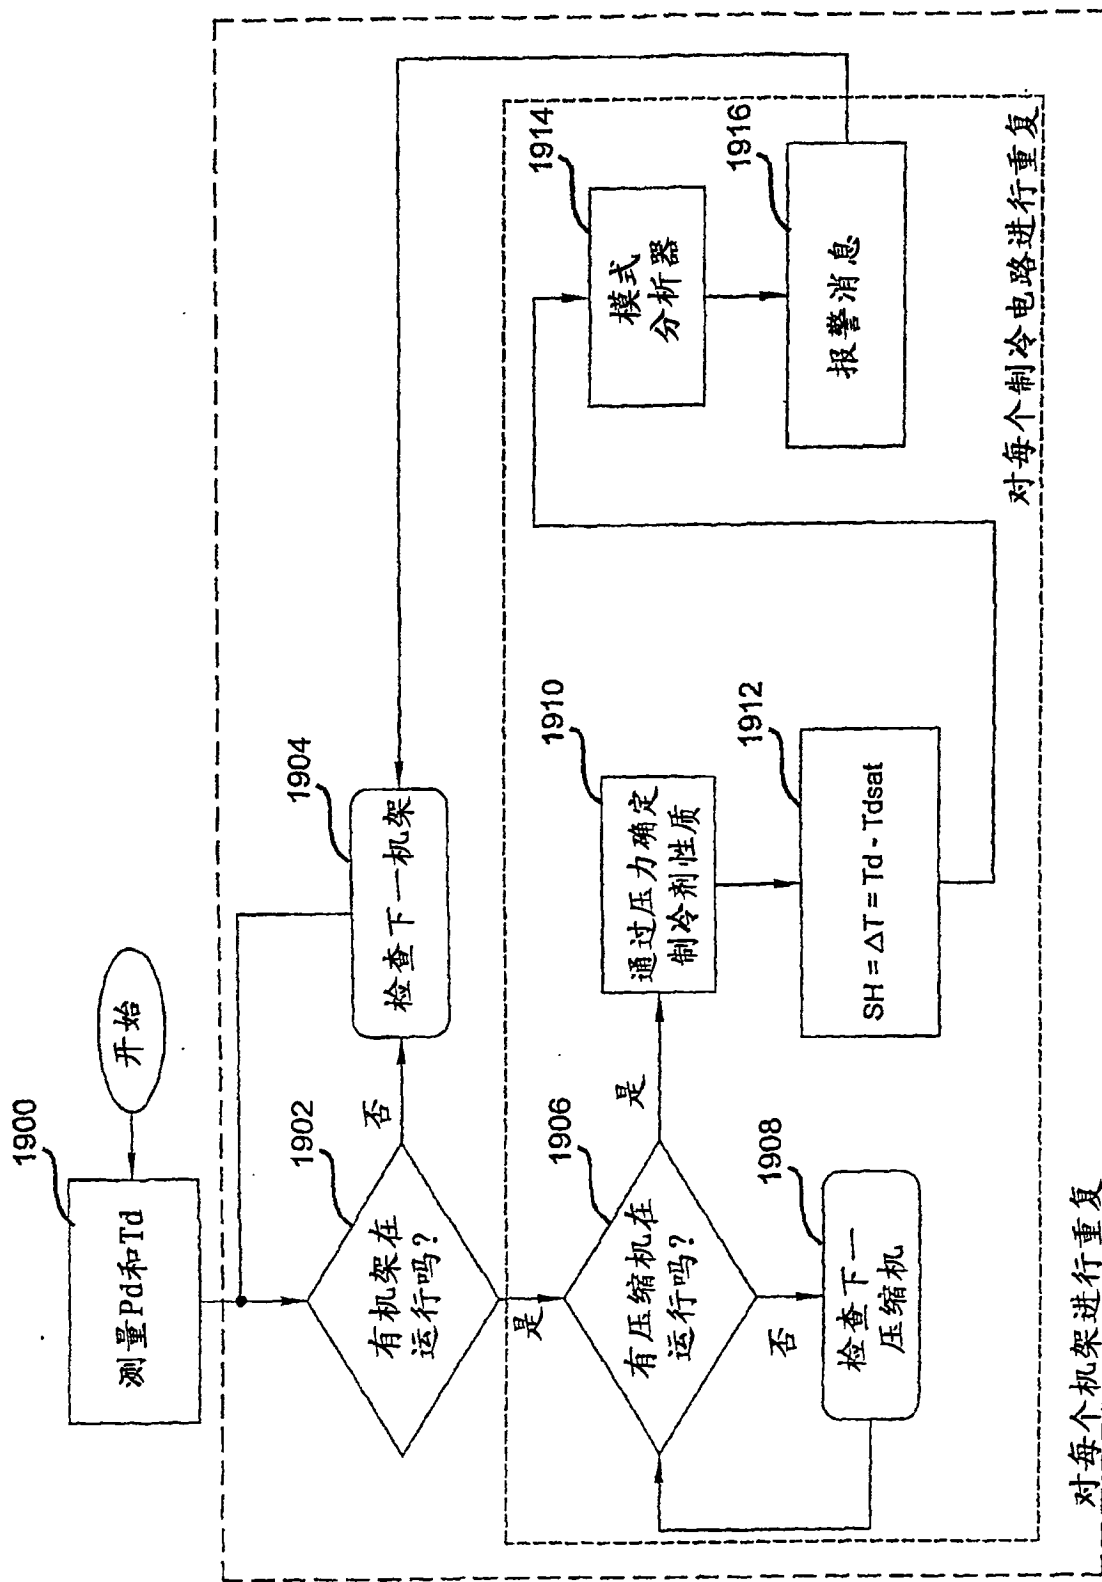 开始
1900
测量Pd和Td
1902
有机架在
运行吗?
否
是
1904
检查下一机架
1906
有压缩机在
运行吗?
是
否
1908
检查下一
压缩机
1910
通过压力确定
制冷剂性质
1912
SH = ΔT = Td - Tdsat
1914
模式
分析器
1916
报警消息
对每个制冷电路进行重复
对每个机架进行重复